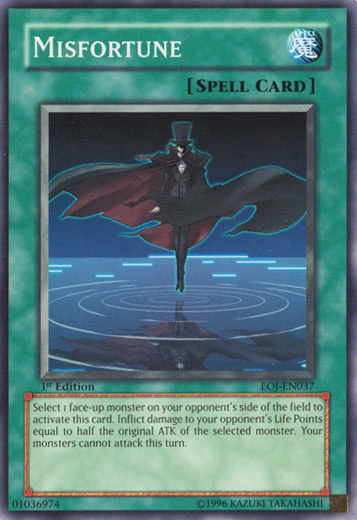 MISFORTUNE
魔
[SPELL CARD]
1st Edition
EOJ-EN037
Select 1 face-up monster on your opponent's side of the field to
activate this card. Inflict damage to your opponent's Life Points
equal to half the original ATK of the selected monster. Your
monsters cannot attack this turn.
01036974
©1996 KAZUKI TAKAHASHI